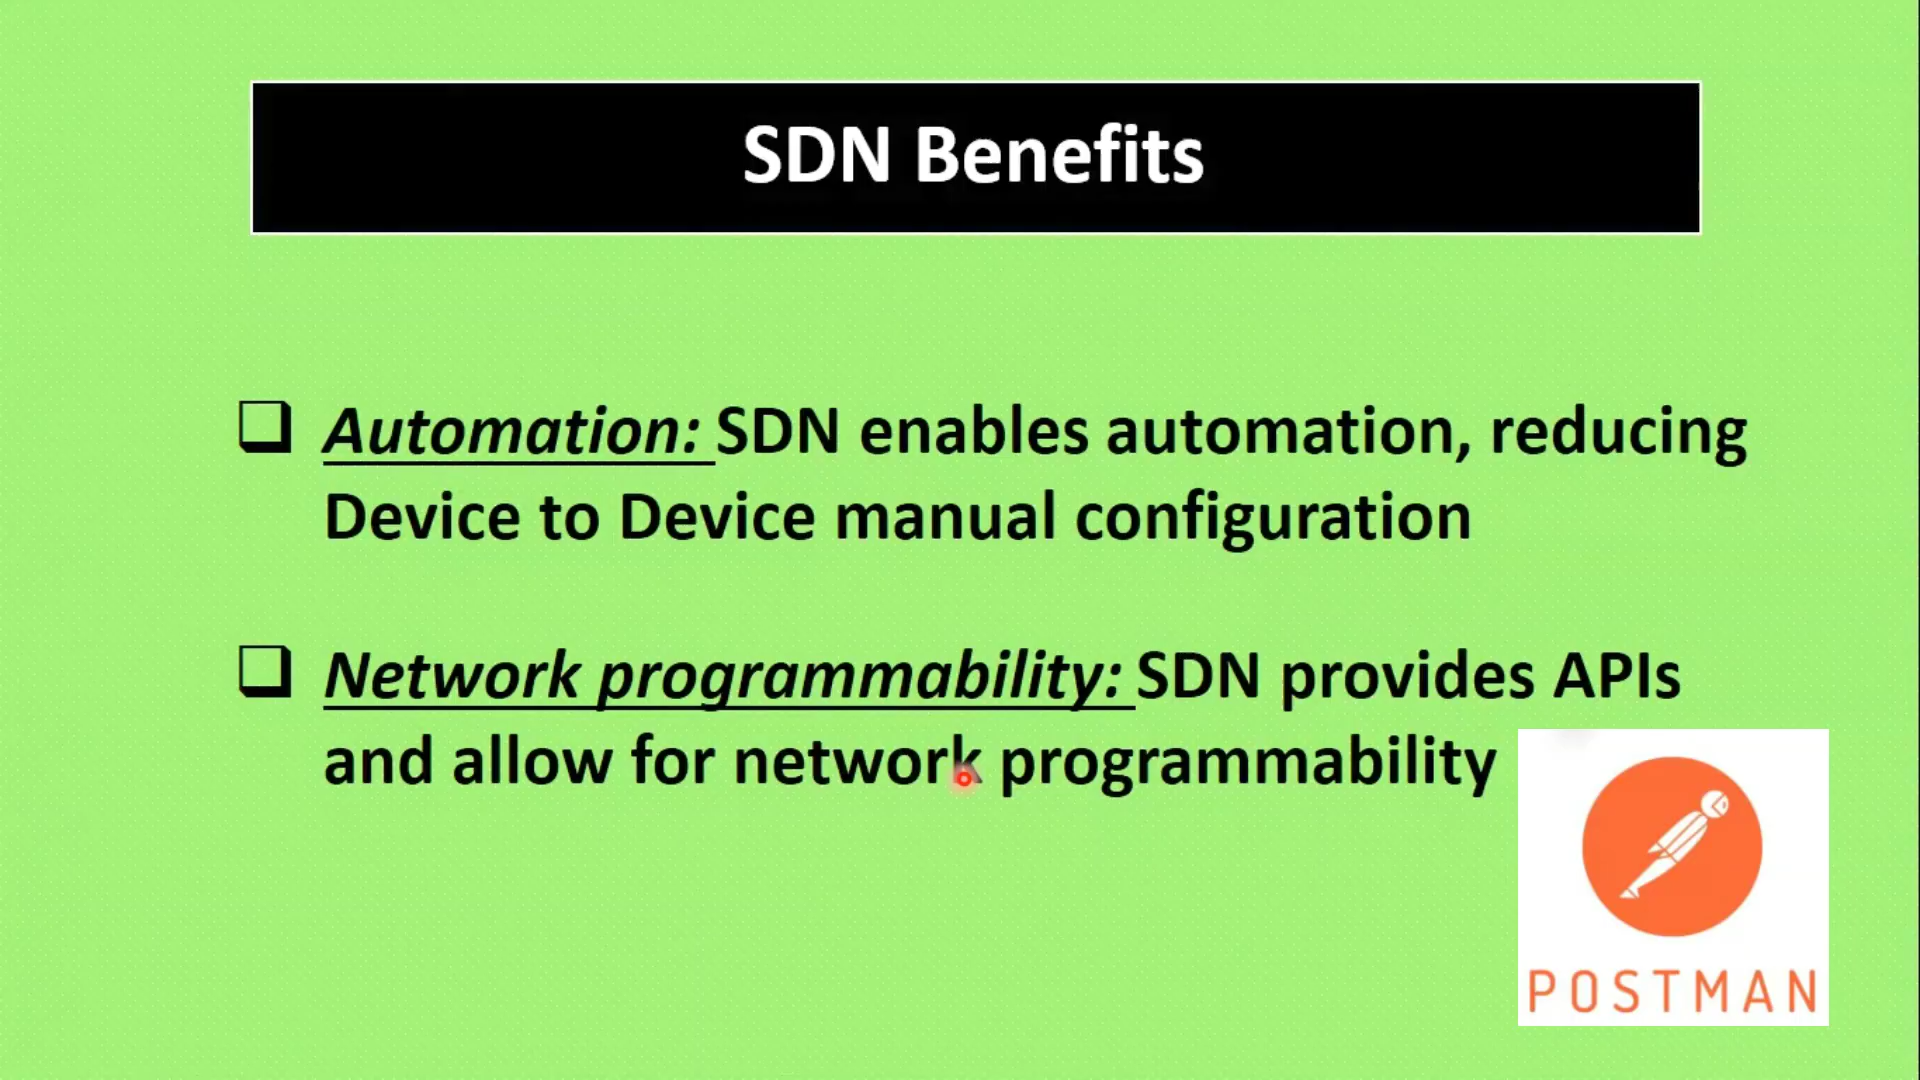 SDN Benefits
Automation: SDN enables automation, reducing
Device to Device manual configuration
Network programmability: SDN provides APIs
and allow for network programmability
POSTMAN